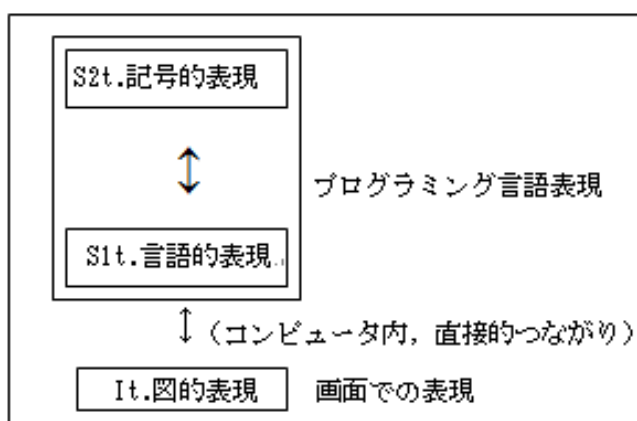 S2t.記号的表現
プログラミング言語表現
S1t.言語的表現
(コンピュータ内，直接的つながり)
It.図的表現
画面での表現